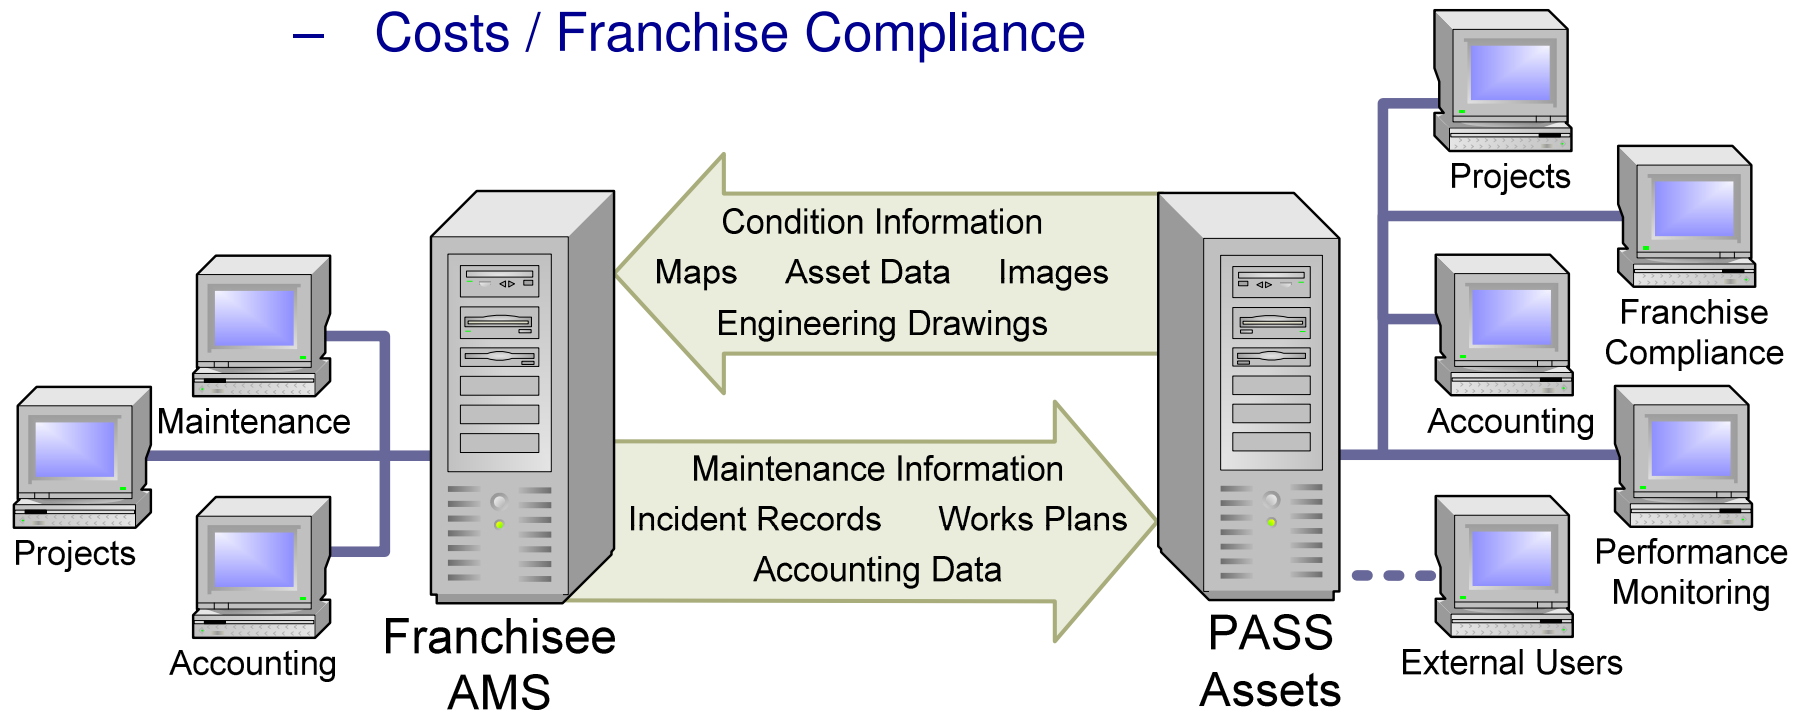 – Costs / Franchise Compliance
Projects
Condition Information
Maps Asset Data Images
Engineering Drawings
Franchise
Compliance
Maintenance
Accounting
Maintenance Information
Incident Records Works Plans
Accounting Data
Projects
Performance
Monitoring
Accounting
External Users
Franchisee
AMS
PASS
Assets